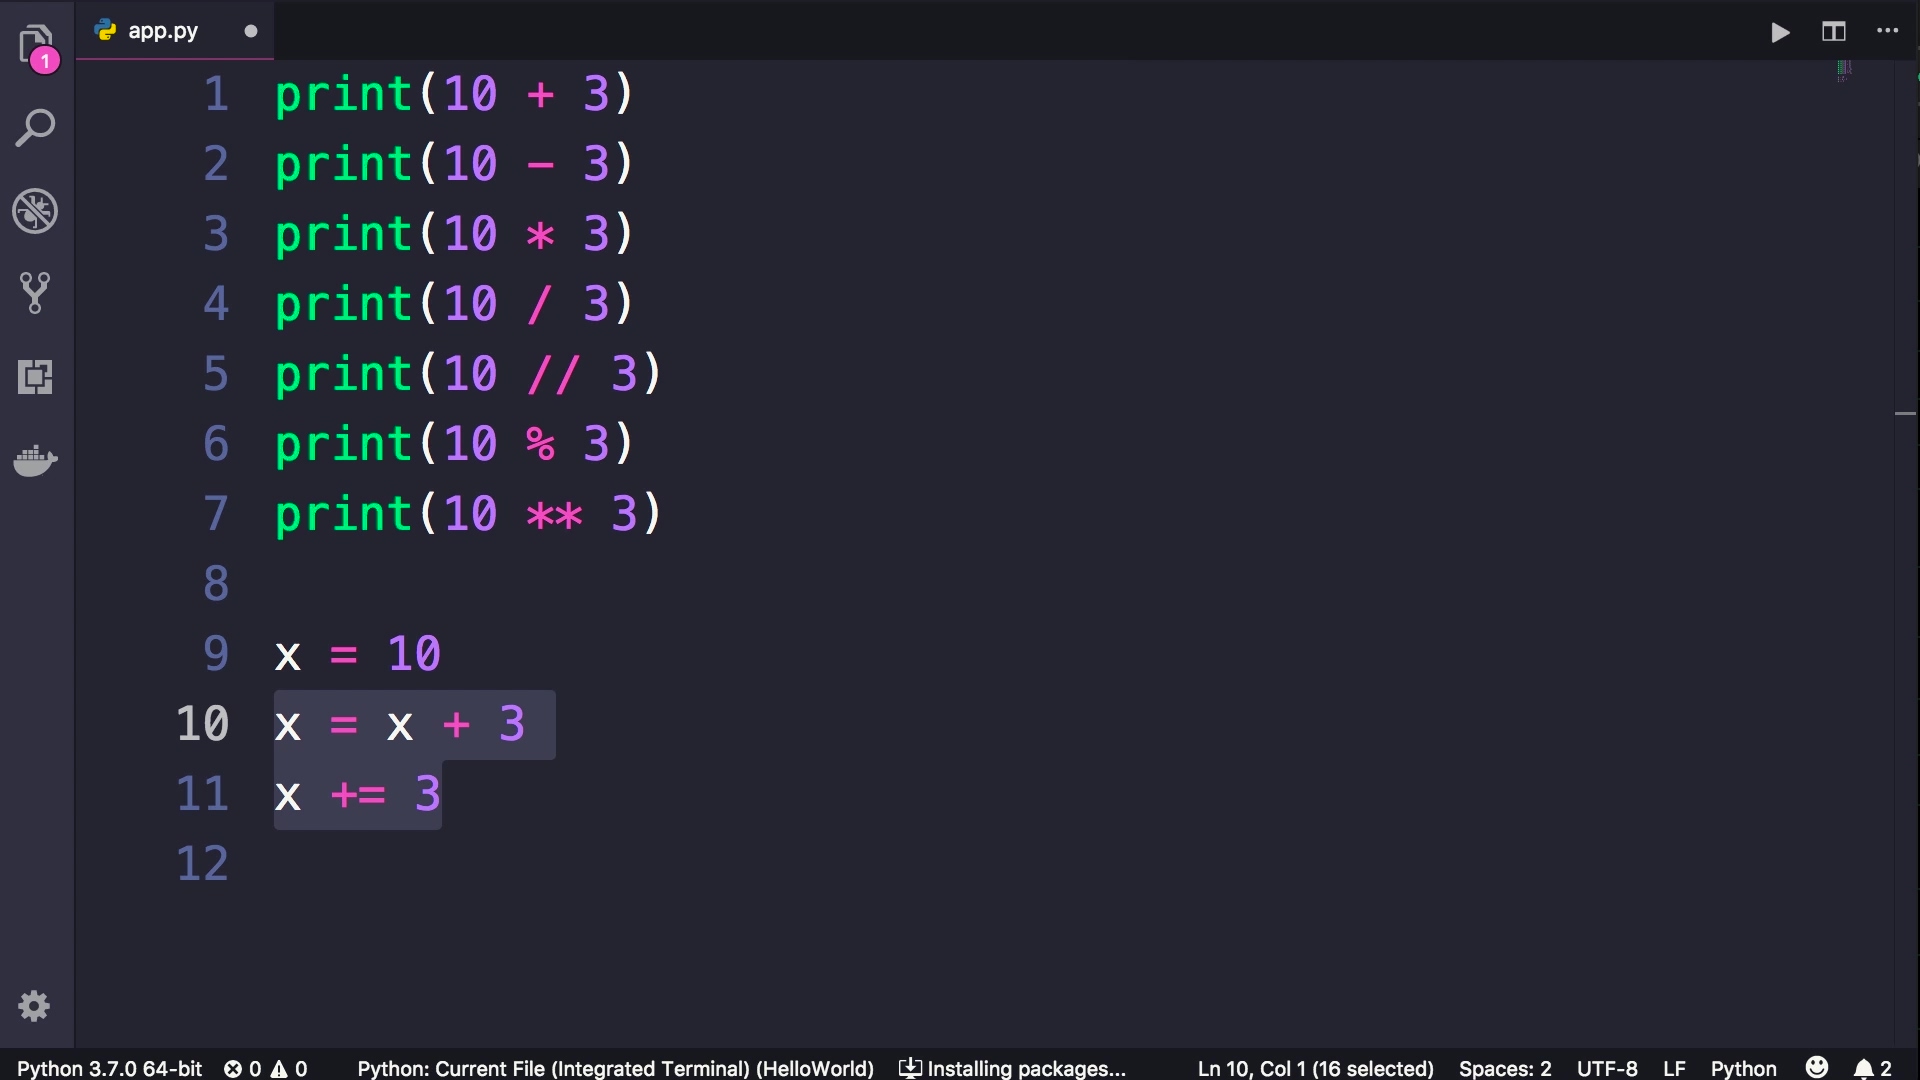 app.py
1
1 print(10 + 3)
2 print(10 - 3)
3 print(10 * 3)
4 print(10 / 3)
5 print(10 // 3)
6 print(10 % 3)
7 print(10 ** 3)
8
9 x = 10
10 x = x + 3
11 x += 3
12
Python 3.7.0 64-bit 0 0 Python: Current File (Integrated Terminal) (HelloWorld) Installing packages... Ln 10, Col 1 (16 selected) Spaces: 2 UTF-8 LF Python 2